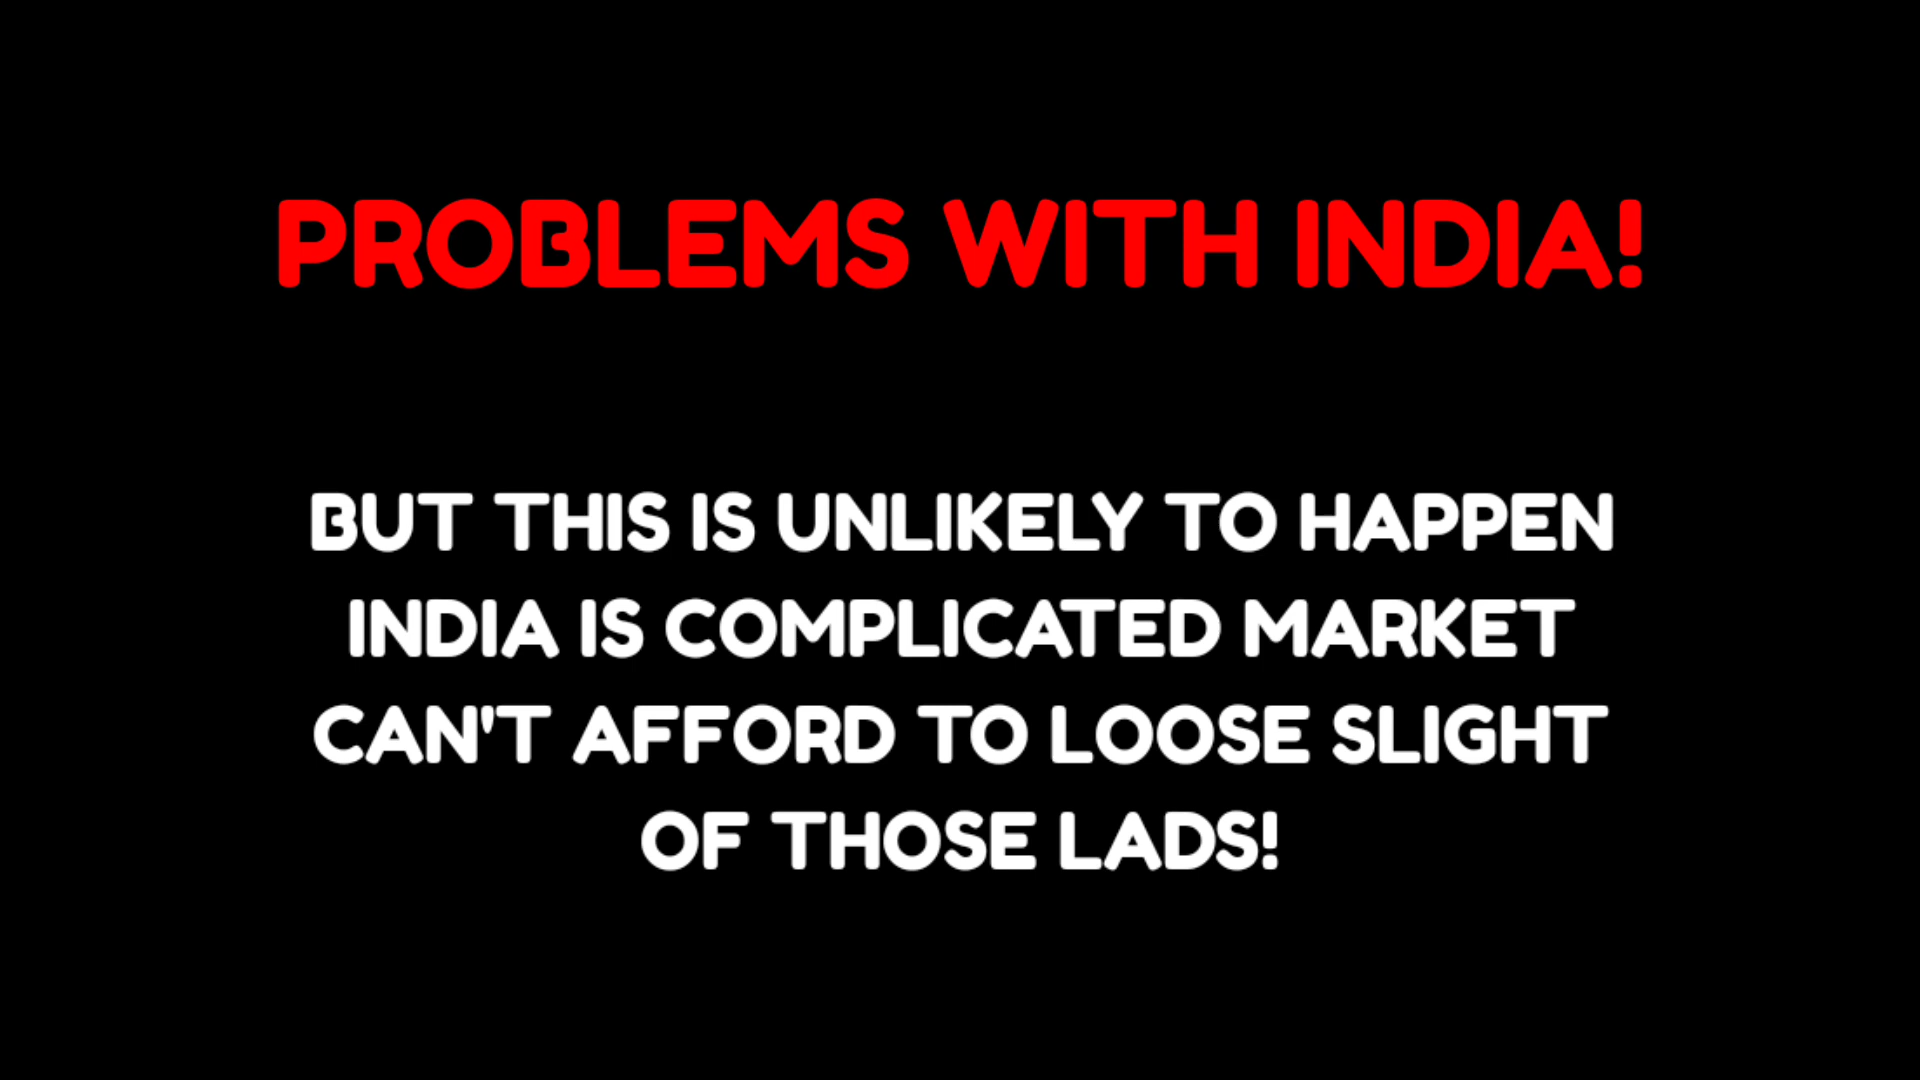 PROBLEMS WITH INDIA!
BUT THIS IS UNLIKELY TO HAPPEN
INDIA IS COMPLICATED MARKET
CAN'T AFFORD TO LOOSE SLIGHT
OF THOSE LADS!